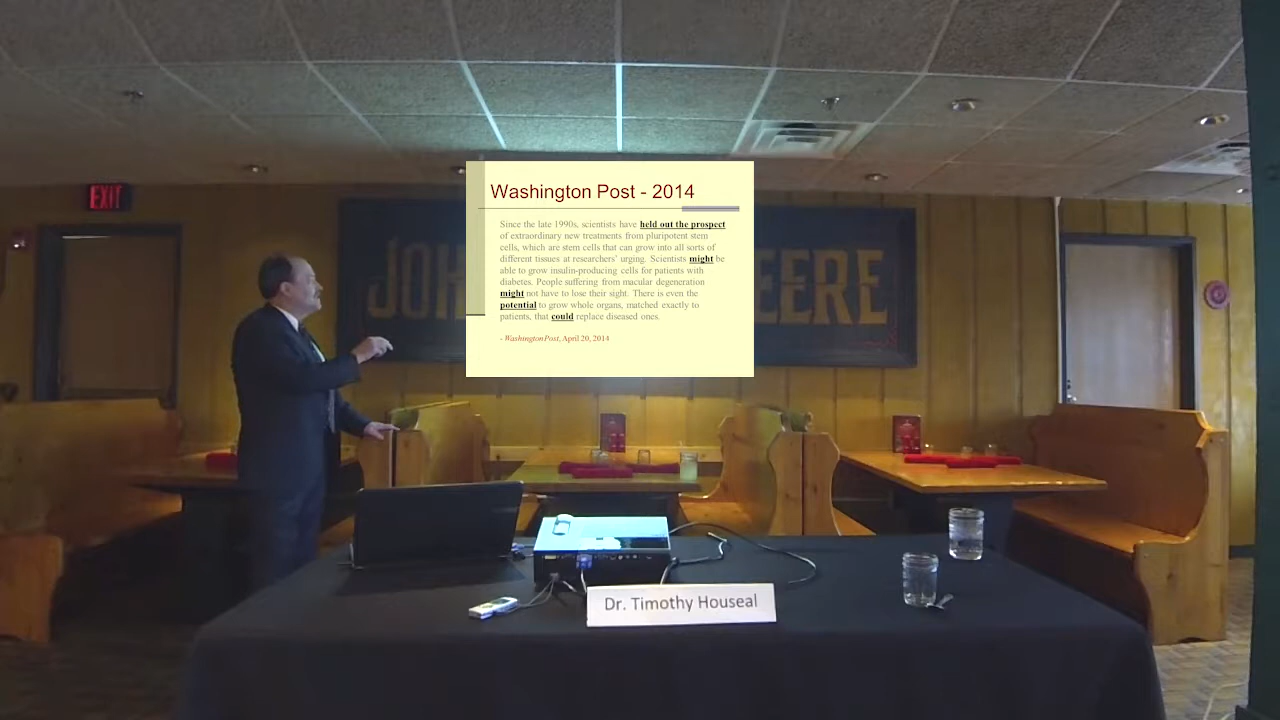 EXIT
JOH EERE
Washington Post - 2014
Since the late 1990s, scientists have held out the prospect
of extraordinary new treatments from pluripotent stem
cells, which are stem cells that can grow into all sorts of
different tissues at researchers' urging. Scientists might be
able to grow insulin-producing cells for patients with
diabetes. People suffering from macular degeneration
might not have to lose their sight. There is even the
potential to grow whole organs, matched exactly to
patients, that could replace diseased ones.
- Washington Post, April 20, 2014
Dr. Timothy Houseal